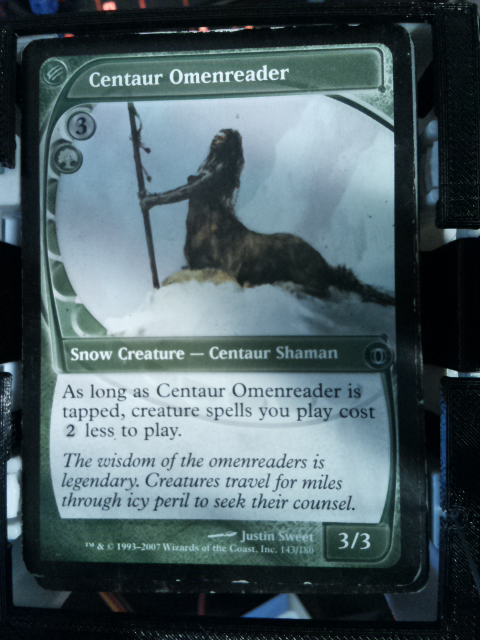 Centaur Omenreader
3
Snow Creature — Centaur Shaman
As long as Centaur Omenreader is
tapped, creature spells you play cost
2 less to play.
The wisdom of the omenreaders is
legendary. Creatures travel for miles
through icy peril to seek their counsel.
Justin Sweet
™ & © 1993–2007 Wizards of the Coast, Inc. 143/180
3/3